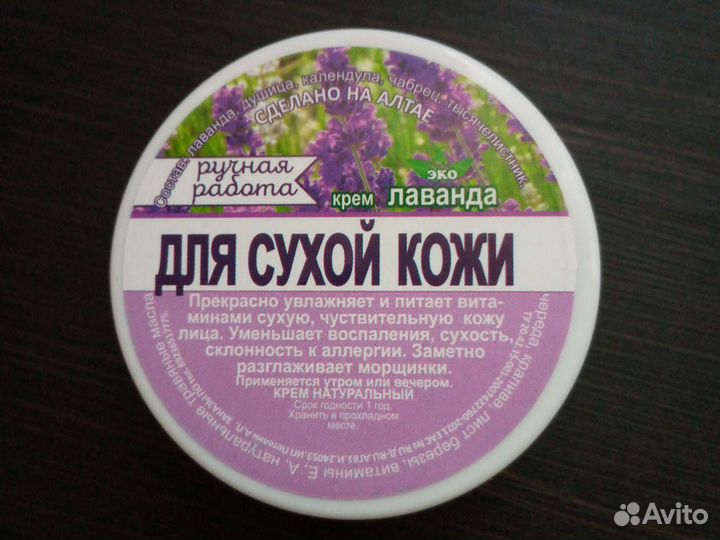 Состав: лаванда, душица, календула, чабрец, тысячелистник,
СДЕЛАНО НА АЛТАЕ
ручная
работа
эко
крем лаванда
ДЛЯ СУХОЙ КОЖИ
Прекрасно увлажняет и питает вита-
минами сухую, чуствительную кожу
лица. Уменьшает воспаления, сухость,
склонность к аллергии. Заметно
разглаживает морщинки.
Применяется утром или вечером.
КРЕМ НАТУРАЛЬНЫЙ
Срок годности 1 год.
Хранить в прохладном
месте.
череда, крапива, лист березы, витамины Е, А, натуральные травяные масла
Avito